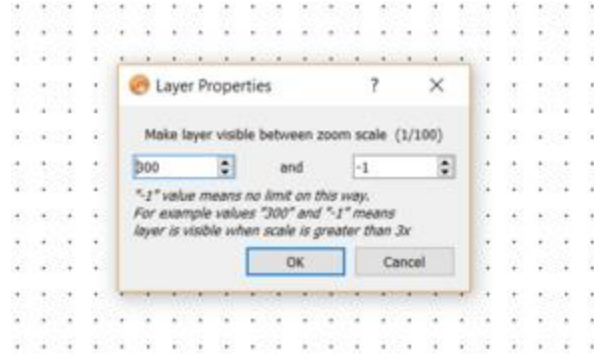 Layer Properties ? ×
Make layer visible between zoom scale (1/100)
300 and -1
"-1" value means no limit on this way.
For example values "300" and "-1" means
layer is visible when scale is greater than 3x
OK Cancel